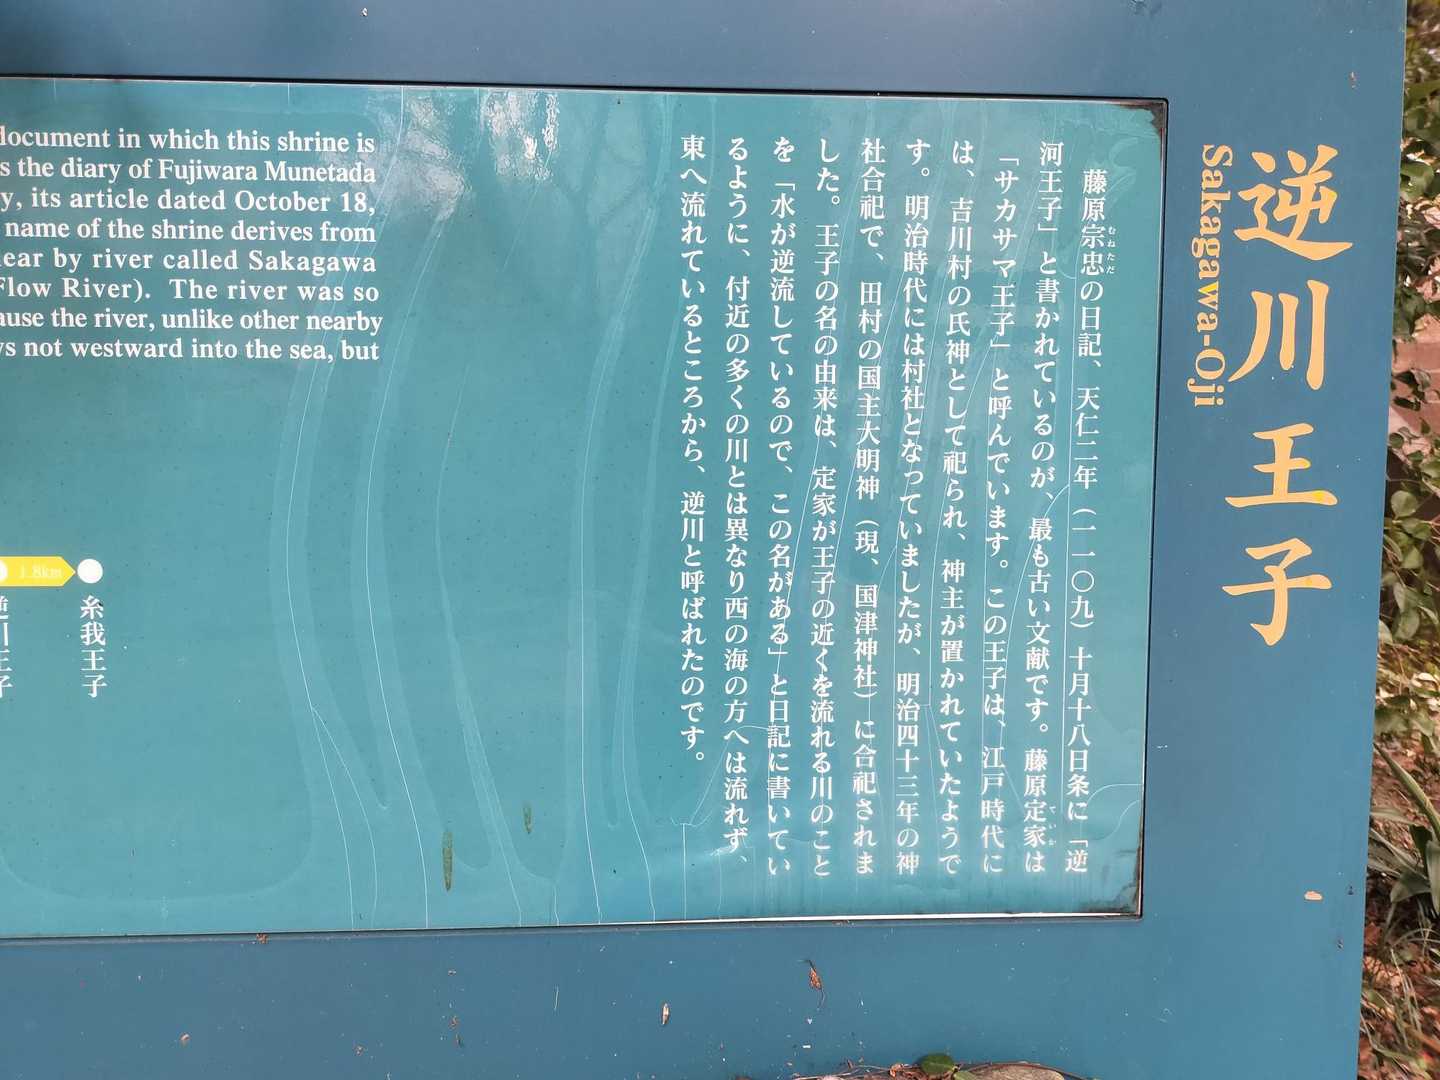 逆川王子
Sakagawa-Oji
藤原宗忠の日記、天仁二年（一一〇九）十月十八日条に「逆
むねただ
河王子」と書かれているのが、最も古い文献です。藤原定家は
ていか
「サカサマ王子」と呼んでいます。この王子は、江戸時代に
は、吉川村の氏神として祀られ、神主が置かれていたようで
す。明治時代には村社となっていましたが、明治四十三年の神
社合祀で、田村の国主大明神（現、国津神社）に合祀されま
した。王子の名の由来は、定家が王子の近くを流れる川のこと
を「水が逆流しているので、この名がある」と日記に書いてい
るように、付近の多くの川とは異なり西の海の方へは流れず、
東へ流れているところから、逆川と呼ばれたのです。
document in which this shrine is
s the diary of Fujiwara Munetada
y, its article dated October 18,
name of the shrine derives from
ear by river called Sakagawa
Flow River). The river was so
ause the river, unlike other nearby
ws not westward into the sea, but
1.8km
糸我王子
逆川王子